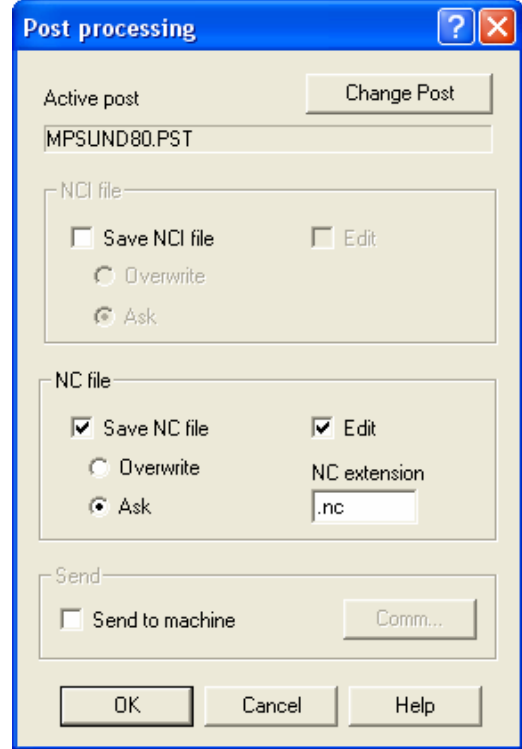 Post processing
Active post
Change Post
MPSUND80.PST
NCI file
Save NCI file
Edit
Overwrite
Ask
NC file
Save NC file
Edit
Overwrite
NC extension
Ask
.nc
Send
Send to machine
Comm...
OK
Cancel
Help